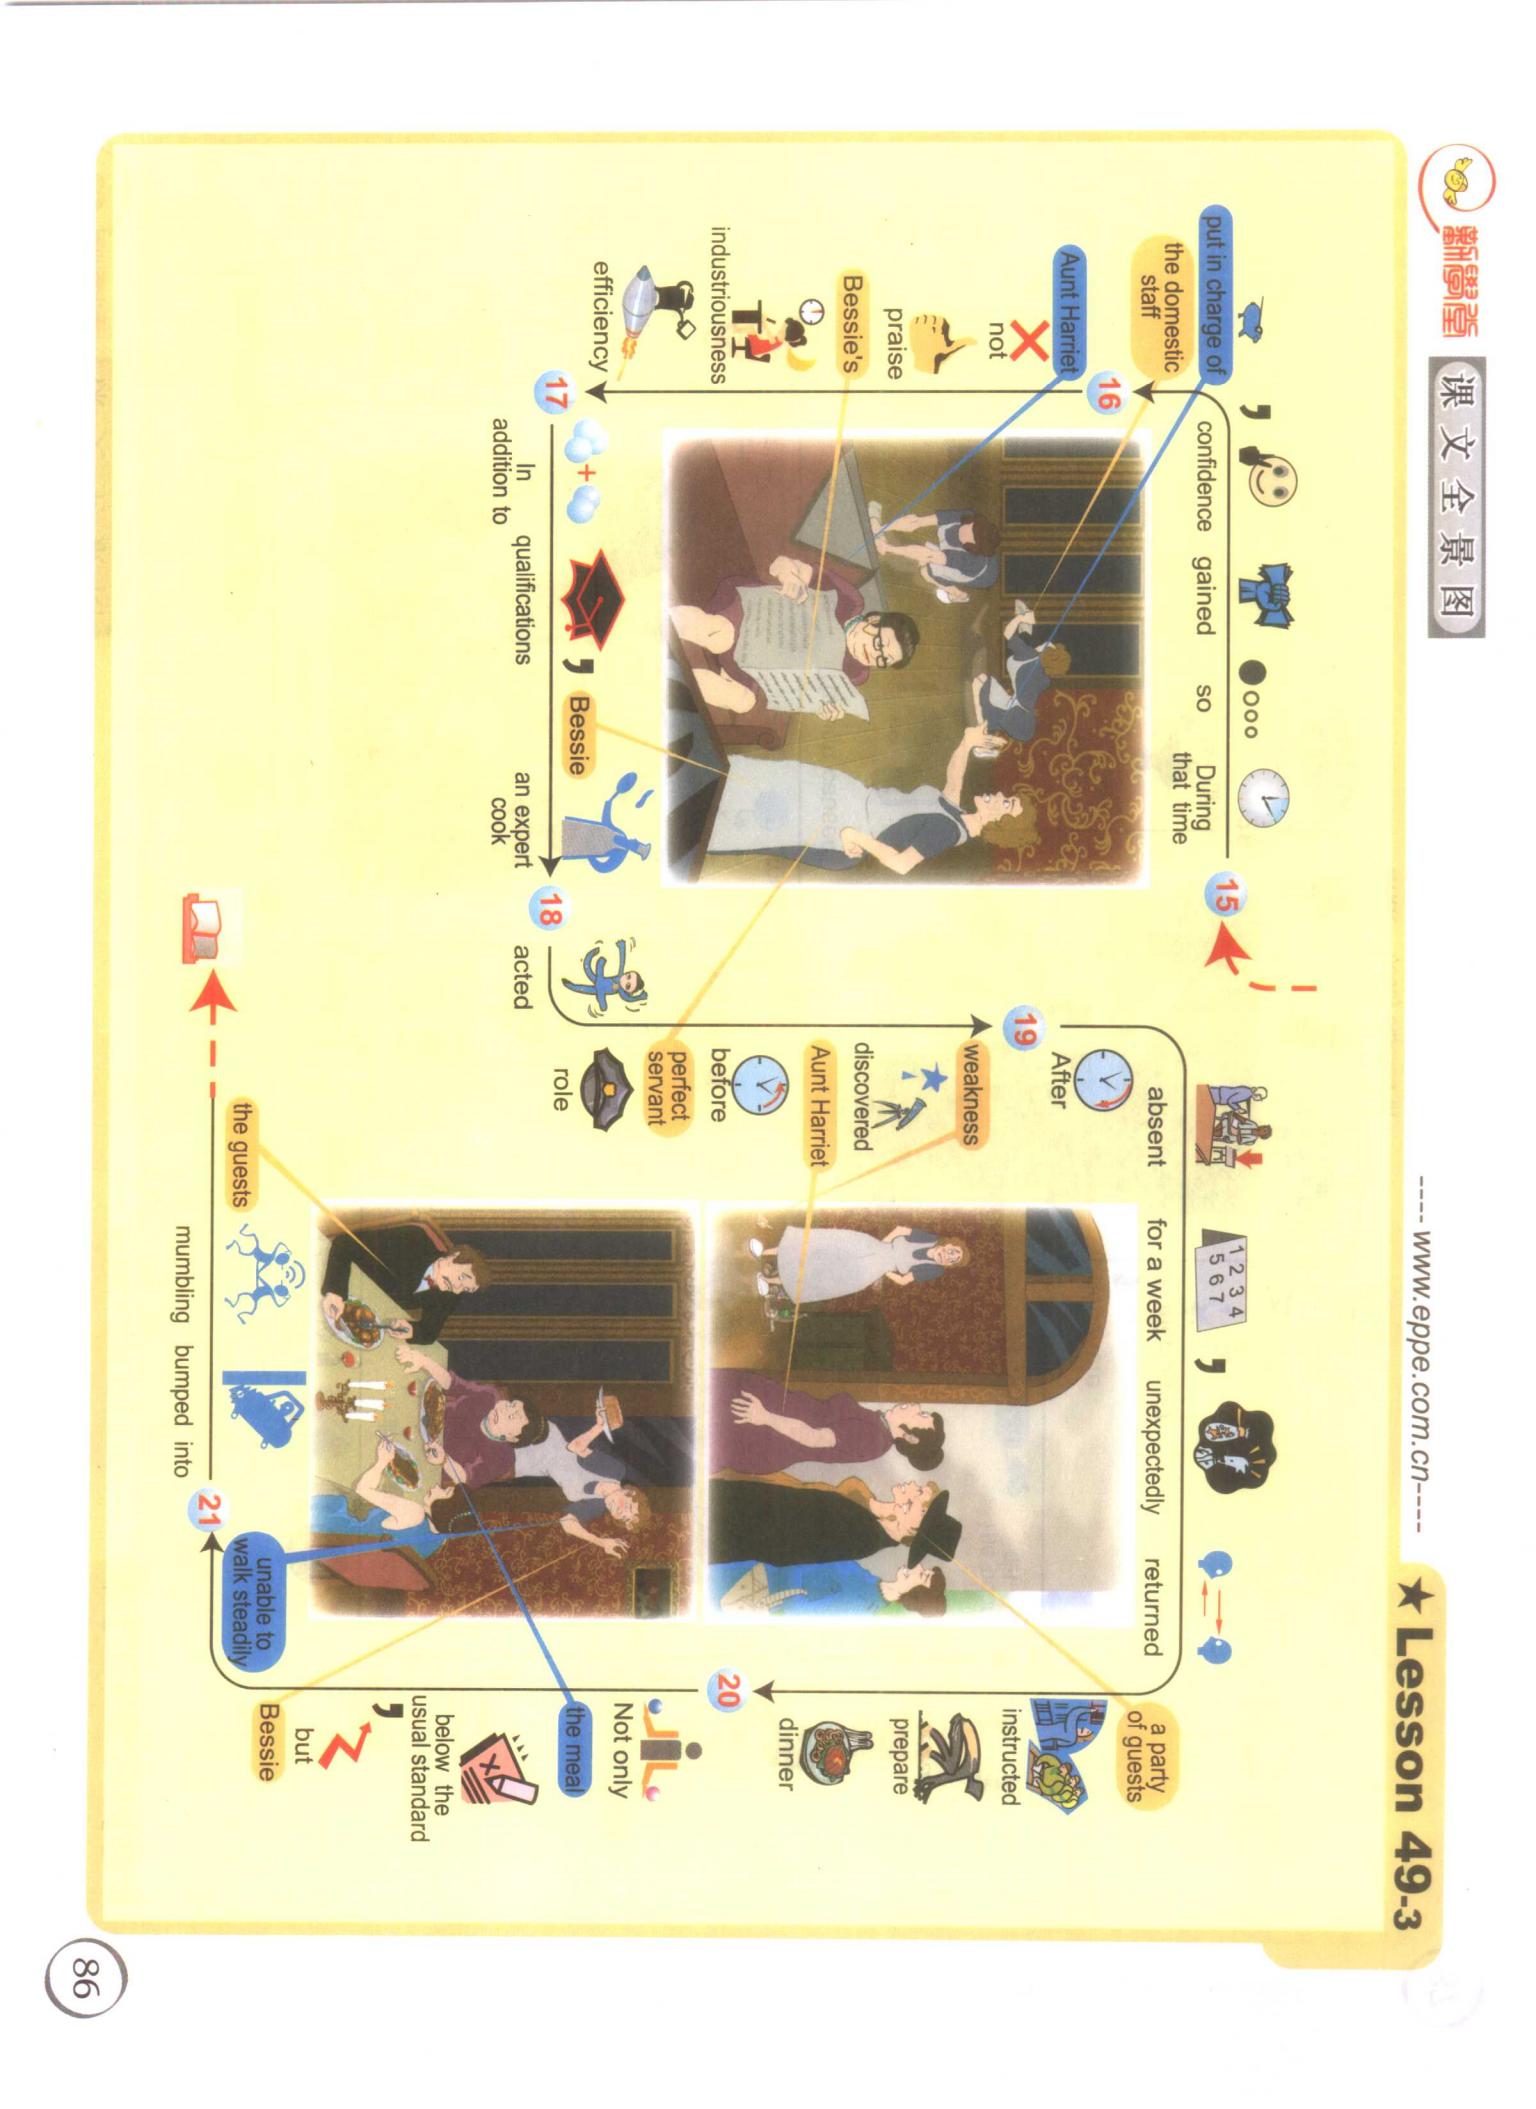 新學堂
课文全景图
---- www.eppe.com.cn----
★ Lesson 49-3
15
During
that time
so
gained
confidence
,
put in charge of
the domestic
staff
16
Aunt Harriet
not
praise
Bessie's
industriousness
efficiency
17
+
In
addition to
qualifications
,
Bessie
an expert
cook
18
acted
role
perfect
servant
before
Aunt Harriet
discovered
weakness
19
After
absent
for a week
1 2 3 4
5 6 7
,
unexpectedly
returned
a party
of guests
instructed
prepare
dinner
20
Not only
the meal
below the
usual standard
,
but
Bessie
unable to
walk steadily
21
bumped into
mumbling
the guests
86